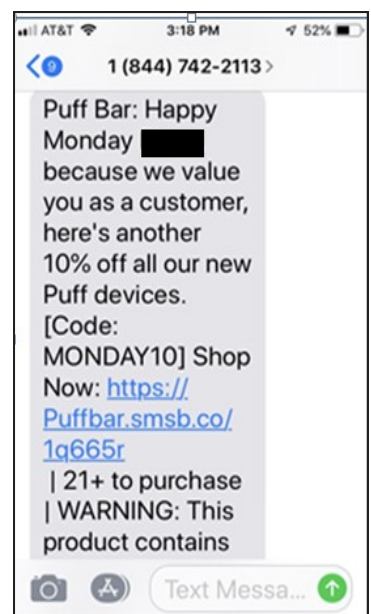 AT&T 3:18 PM 52%
9 1 (844) 742-2113 >
Puff Bar: Happy
Monday
because we value
you as a customer,
here's another
10% off all our new
Puff devices.
[Code:
MONDAY10] Shop
Now: https://
Puffbar.smsb.co/
1q665r
| 21+ to purchase
| WARNING: This
product contains
Text Messa...